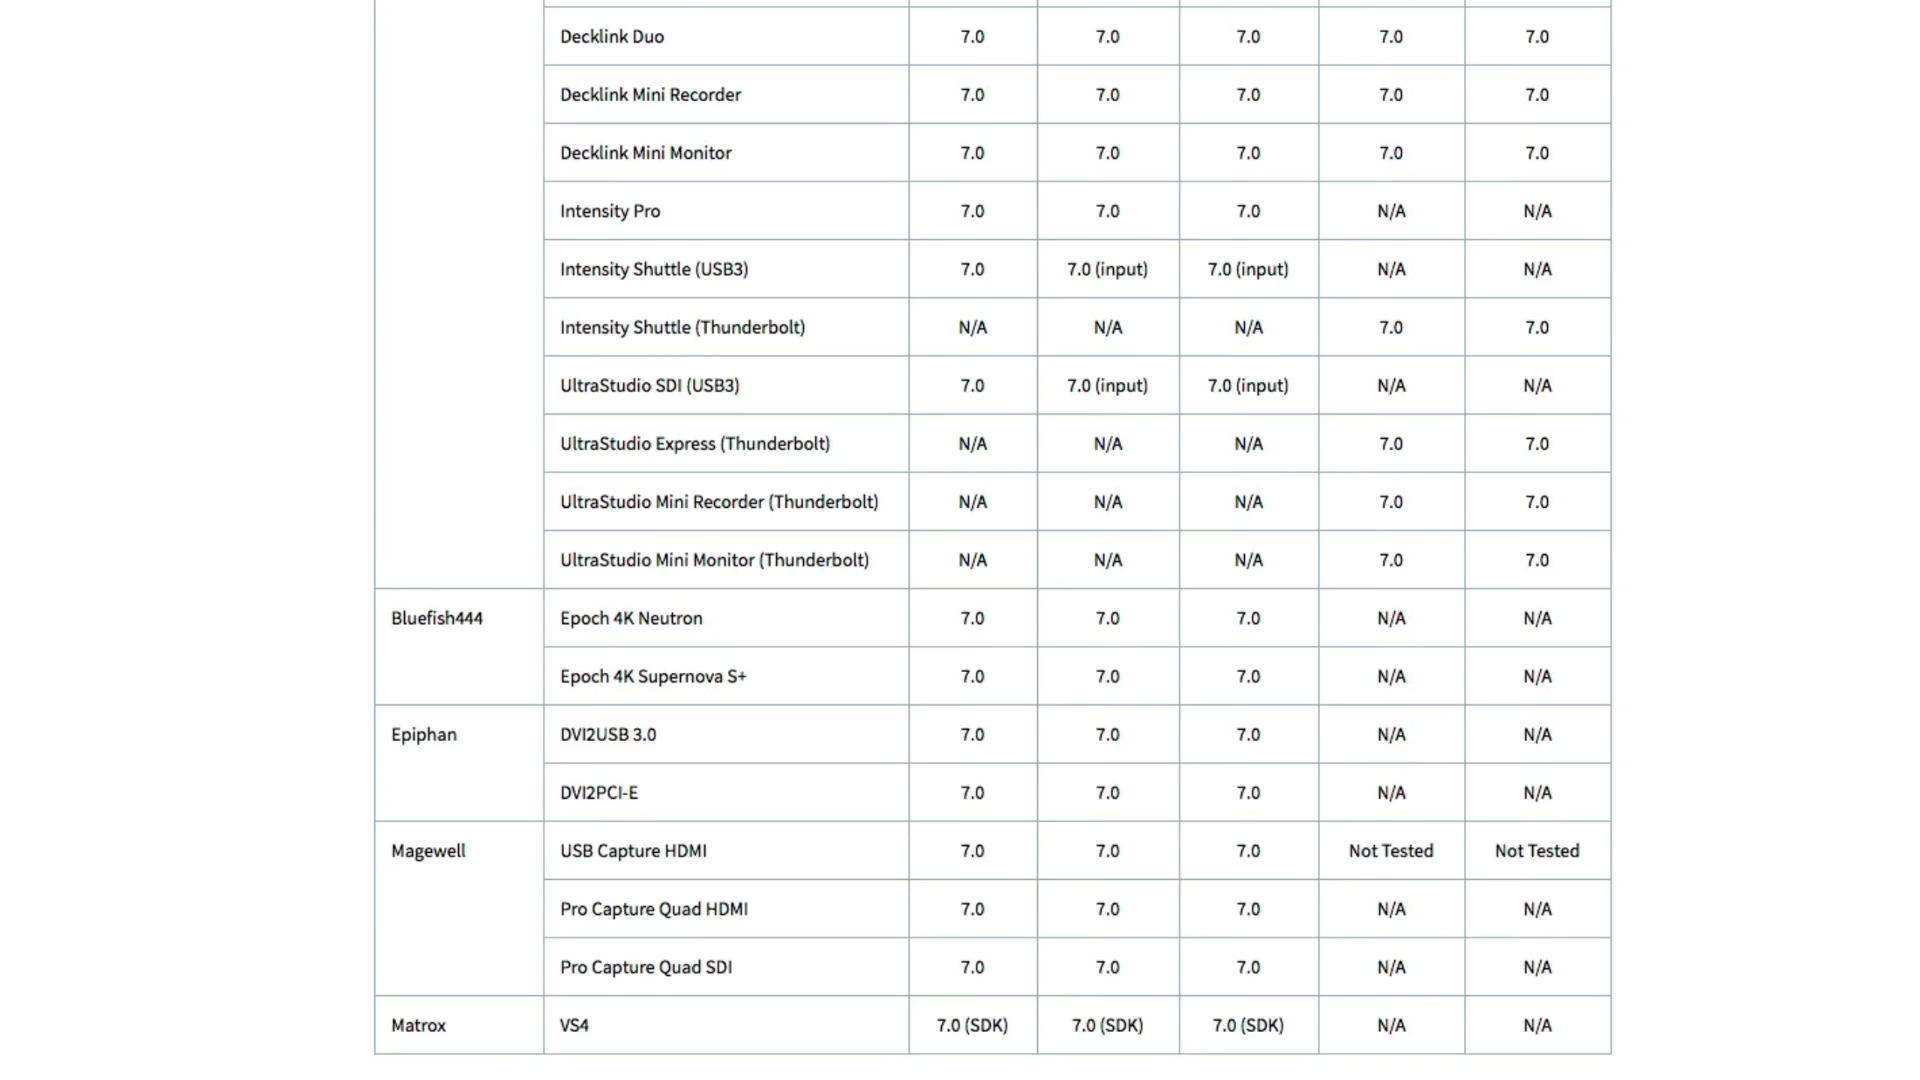 Decklink Duo 7.0 7.0 7.0 7.0 7.0
Decklink Mini Recorder 7.0 7.0 7.0 7.0 7.0
Decklink Mini Monitor 7.0 7.0 7.0 7.0 7.0
Intensity Pro 7.0 7.0 7.0 N/A N/A
Intensity Shuttle (USB3) 7.0 7.0 (input) 7.0 (input) N/A N/A
Intensity Shuttle (Thunderbolt) N/A N/A N/A 7.0 7.0
UltraStudio SDI (USB3) 7.0 7.0 (input) 7.0 (input) N/A N/A
UltraStudio Express (Thunderbolt) N/A N/A N/A 7.0 7.0
UltraStudio Mini Recorder (Thunderbolt) N/A N/A N/A 7.0 7.0
UltraStudio Mini Monitor (Thunderbolt) N/A N/A N/A 7.0 7.0
Bluefish444 Epoch 4K Neutron 7.0 7.0 7.0 N/A N/A
Epoch 4K Supernova S+ 7.0 7.0 7.0 N/A N/A
Epiphan DVI2USB 3.0 7.0 7.0 7.0 N/A N/A
DVI2PCI-E 7.0 7.0 7.0 N/A N/A
Magewell USB Capture HDMI 7.0 7.0 7.0 Not Tested Not Tested
Pro Capture Quad HDMI 7.0 7.0 7.0 N/A N/A
Pro Capture Quad SDI 7.0 7.0 7.0 N/A N/A
Matrox VS4 7.0 (SDK) 7.0 (SDK) 7.0 (SDK) N/A N/A